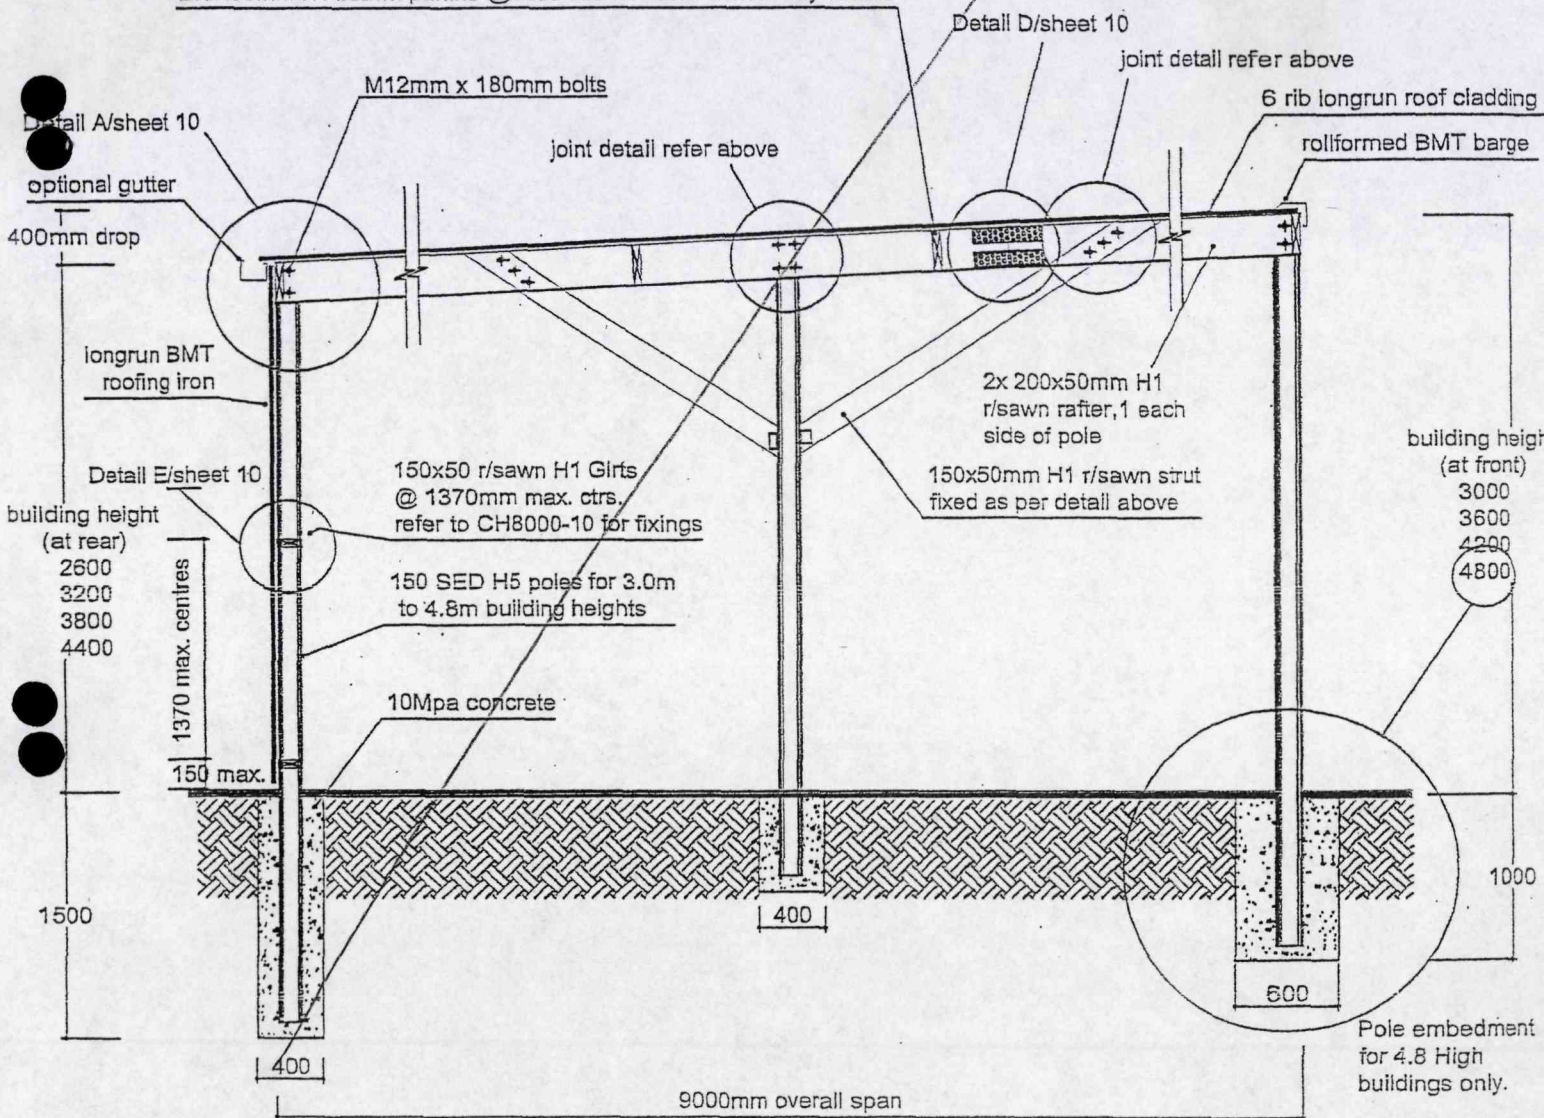 Detail D/sheet 10
joint detail refer above
M12mm x 180mm bolts
6 rib longrun roof cladding
Detail A/sheet 10
joint detail refer above
rollformed BMT barge
optional gutter
400mm drop
longrun BMT
roofing iron
2x 200x50mm H1
r/sawn rafter,1 each
side of pole
Detail E/sheet 10
150x50 r/sawn H1 Girts
@ 1370mm max. ctrs.
refer to CH8000-10 for fixings
150x50mm H1 r/sawn strut
fixed as per detail above
building heigh
(at front)
3000
3600
4200
4800
building height
(at rear)
2600
3200
3800
4400
1370 max. centres
150 SED H5 poles for 3.0m
to 4.8m building heights
10Mpa concrete
150 max.
1500
400
400
600
1000
Pole embedment
for 4.8 High
buildings only.
9000mm overall span